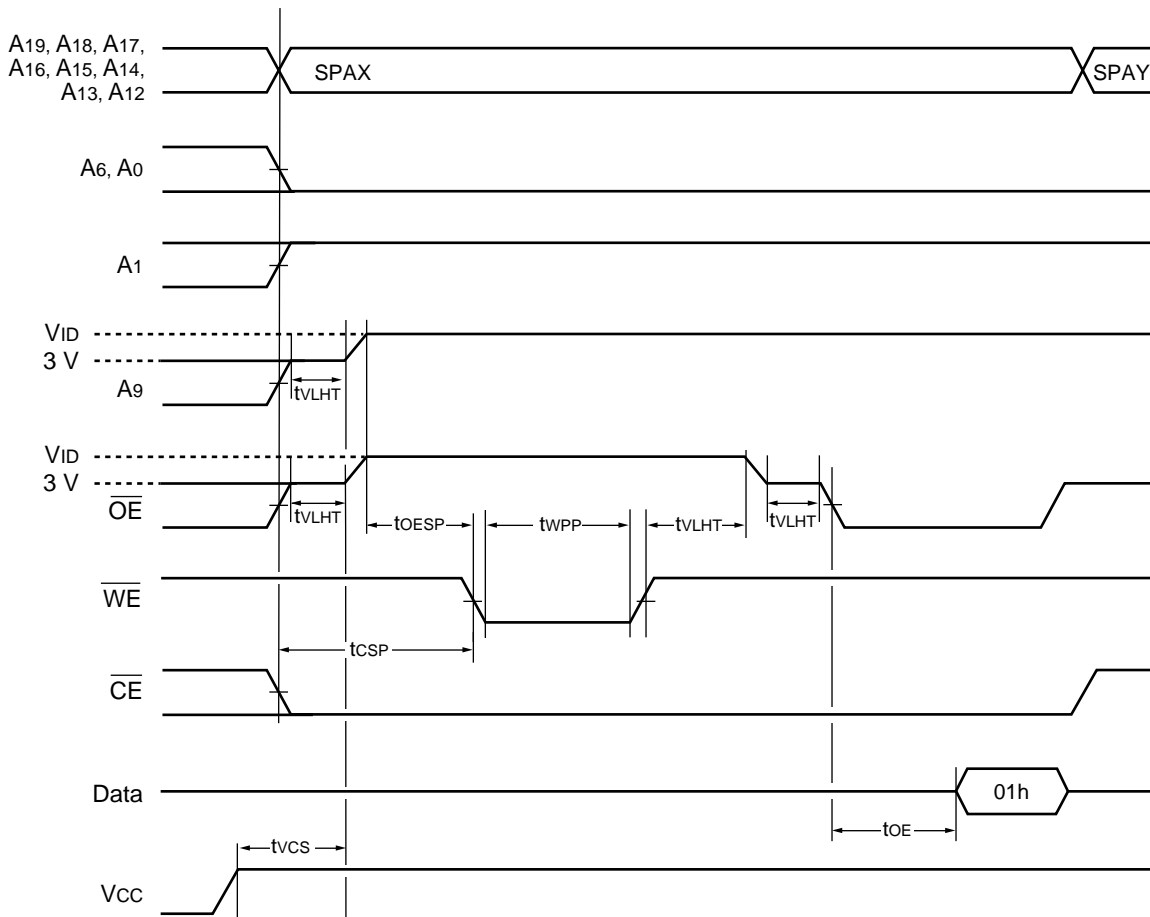 A19, A18, A17,
A16, A15, A14,
A13, A12
SPAX
SPAY
A6, A0
A1
VID
3 V
A9
tVLHT
VID
3 V
OE
tVLHT
tOESP
tWPP
tVLHT
tVLHT
WE
tCSP
CE
Data
01h
tOE
tVCS
VCC